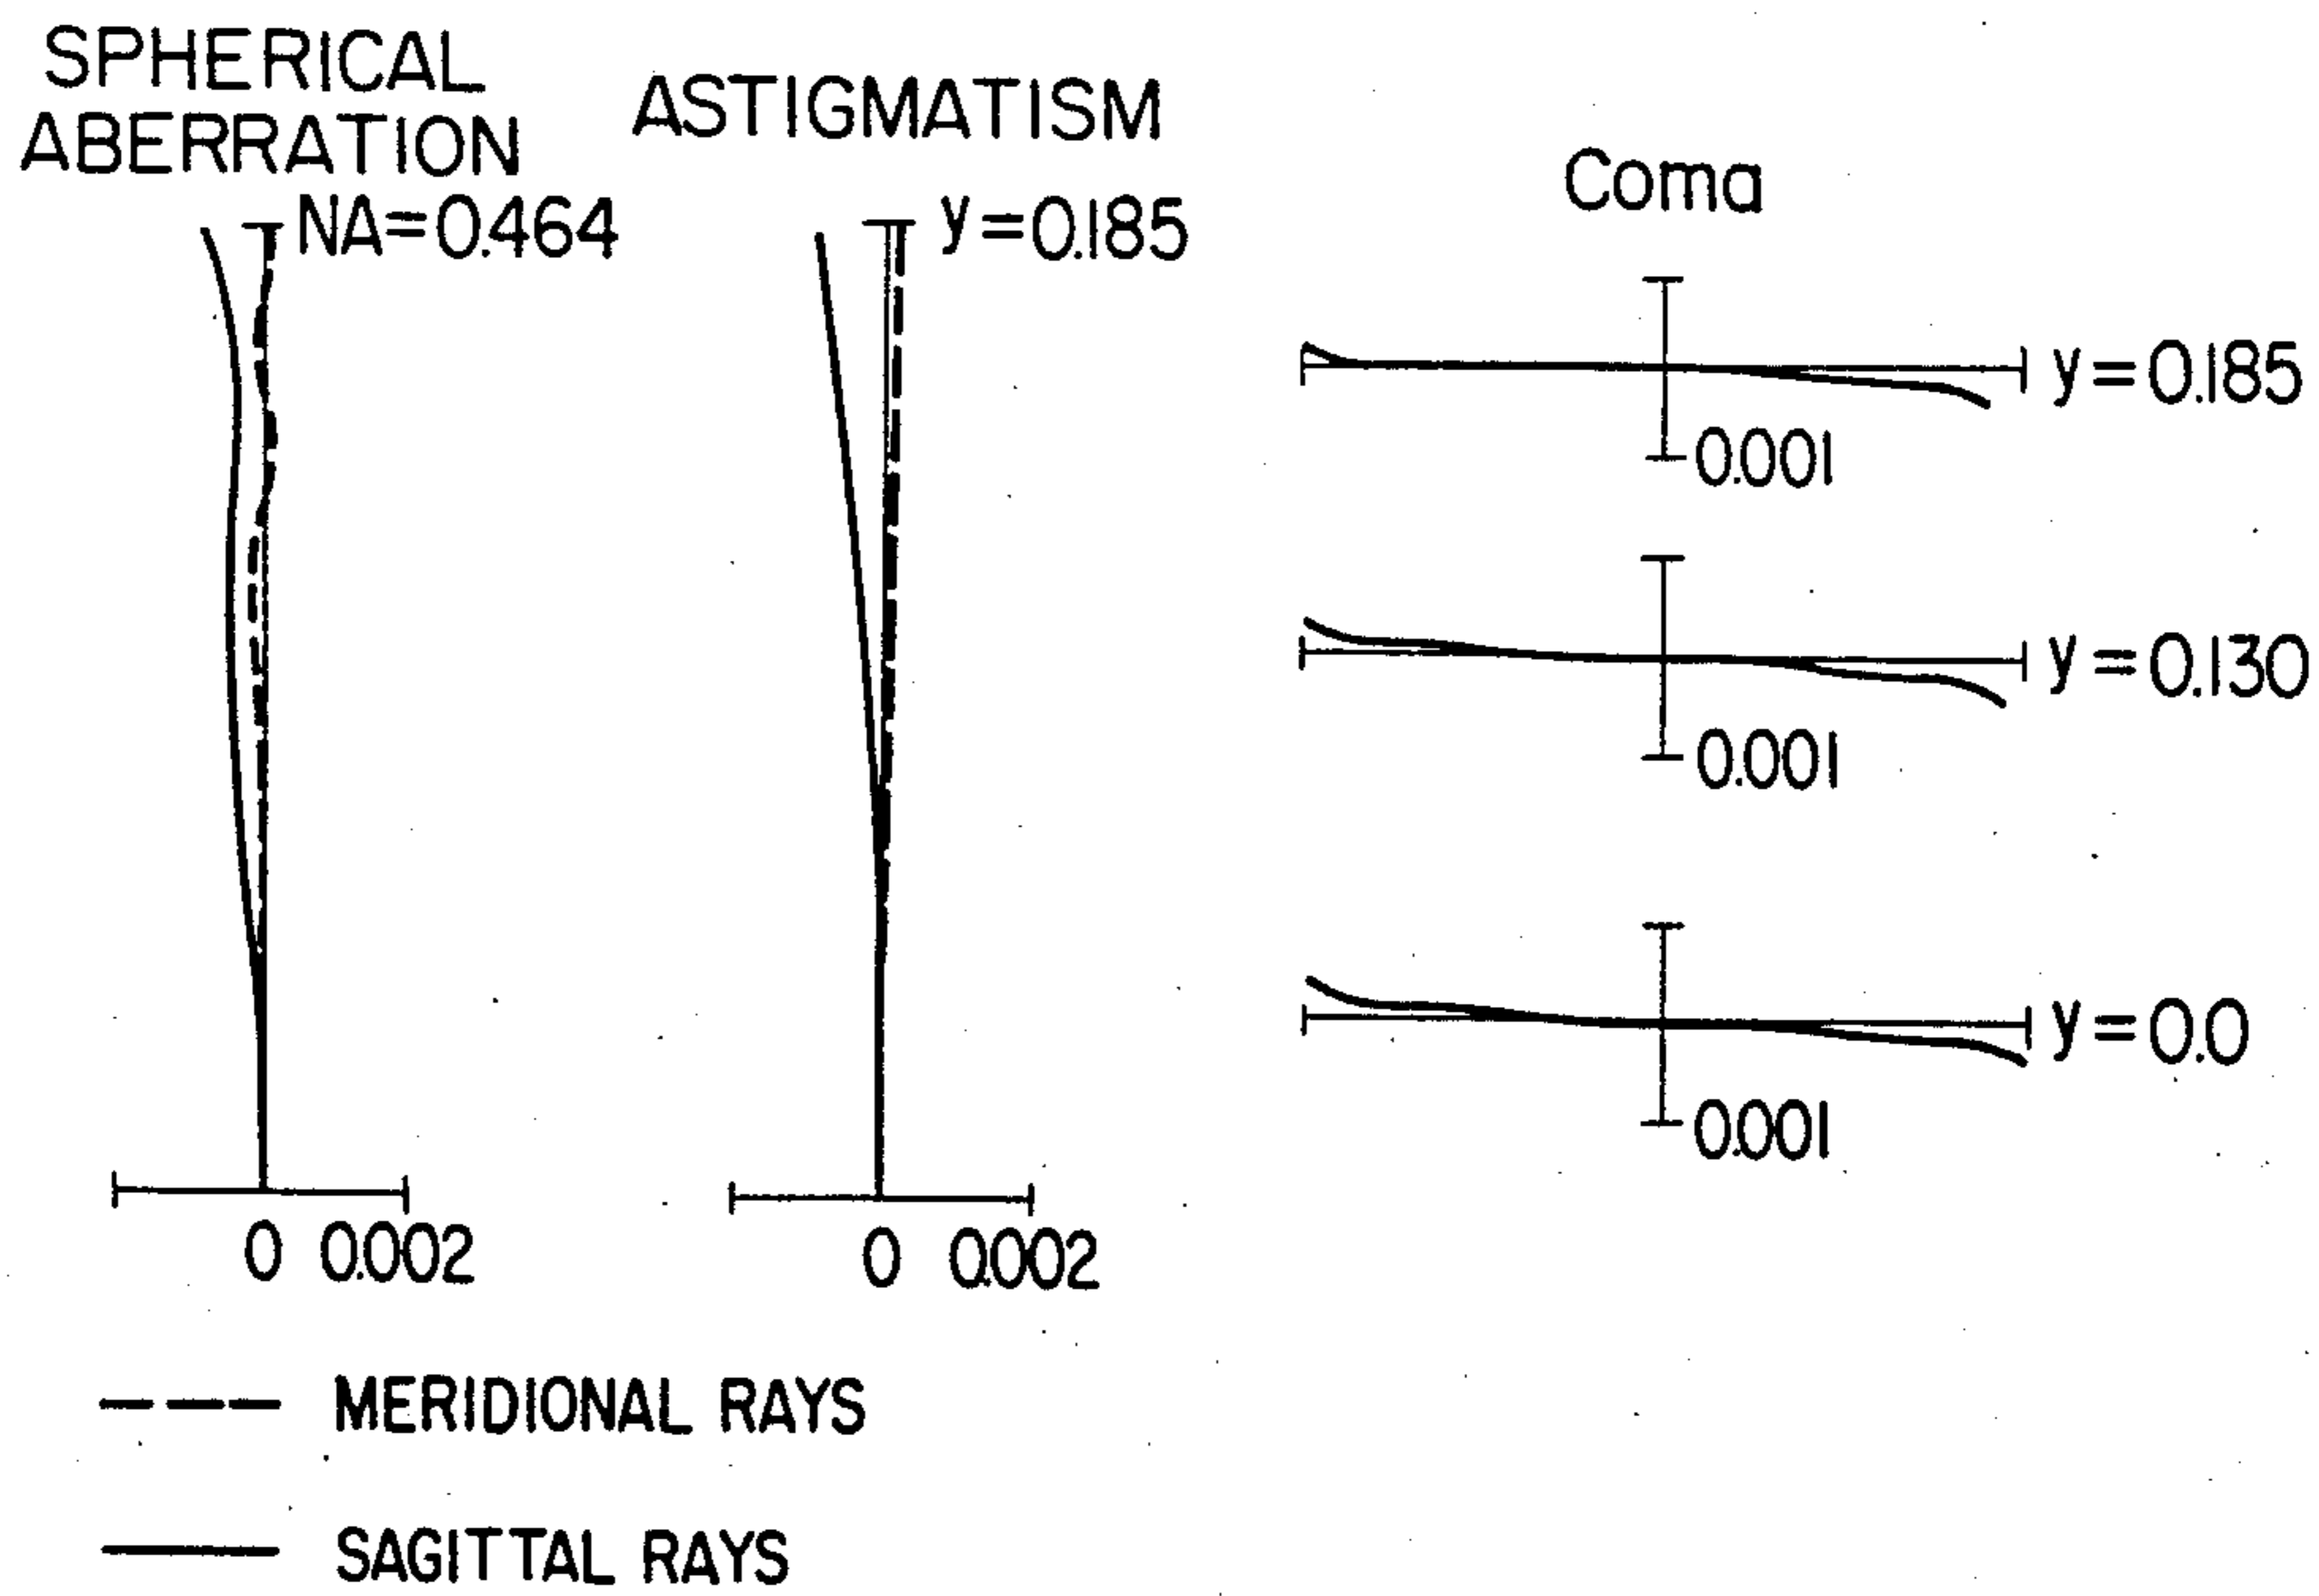 SPHERICAL
ABERRATION
NA=0.464
ASTIGMATISM
y=0.185
Coma
y=0.185
0.001
y=0.130
0.001
y=0.0
0.001
0 0.002
0 0.002
MERIDIONAL RAYS
SAGITTAL RAYS